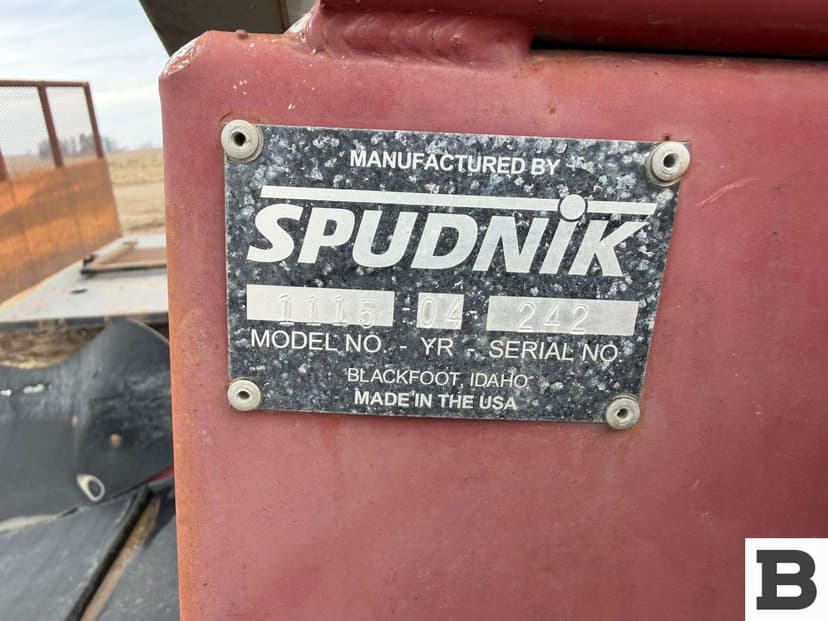 MANUFACTURED BY
SPUDNIK
1115 - 04 - 242
MODEL NO. - YR - SERIAL NO
BLACKFOOT, IDAHO
MADE IN THE USA
B